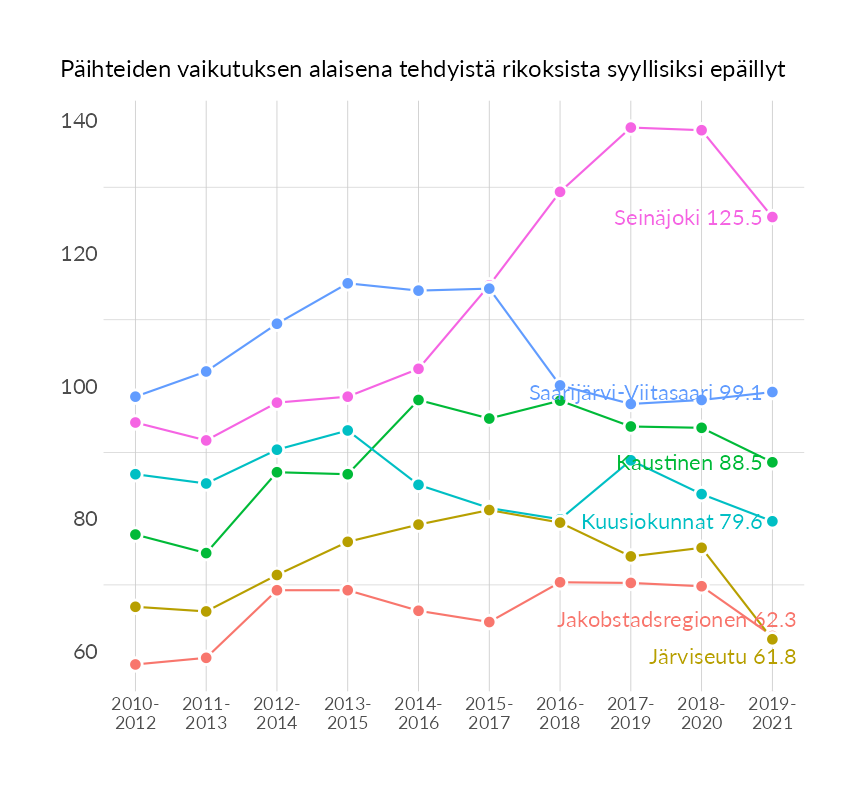 Päihteiden vaikutuksen alaisena tehdyistä rikoksista syyllisiksi epäillyt
140
120
100
80
60
Seinäjoki 125.5
Saarijärvi-Viitasaari 99.1
Kaustinen 88.5
Kuusiokunnat 79.6
Jakobstadsregionen 62.3
Järviseutu 61.8
2010- 2011- 2012- 2013- 2014- 2015- 2016- 2017- 2018- 2019-
2012 2013 2014 2015 2016 2017 2018 2019 2020 2021